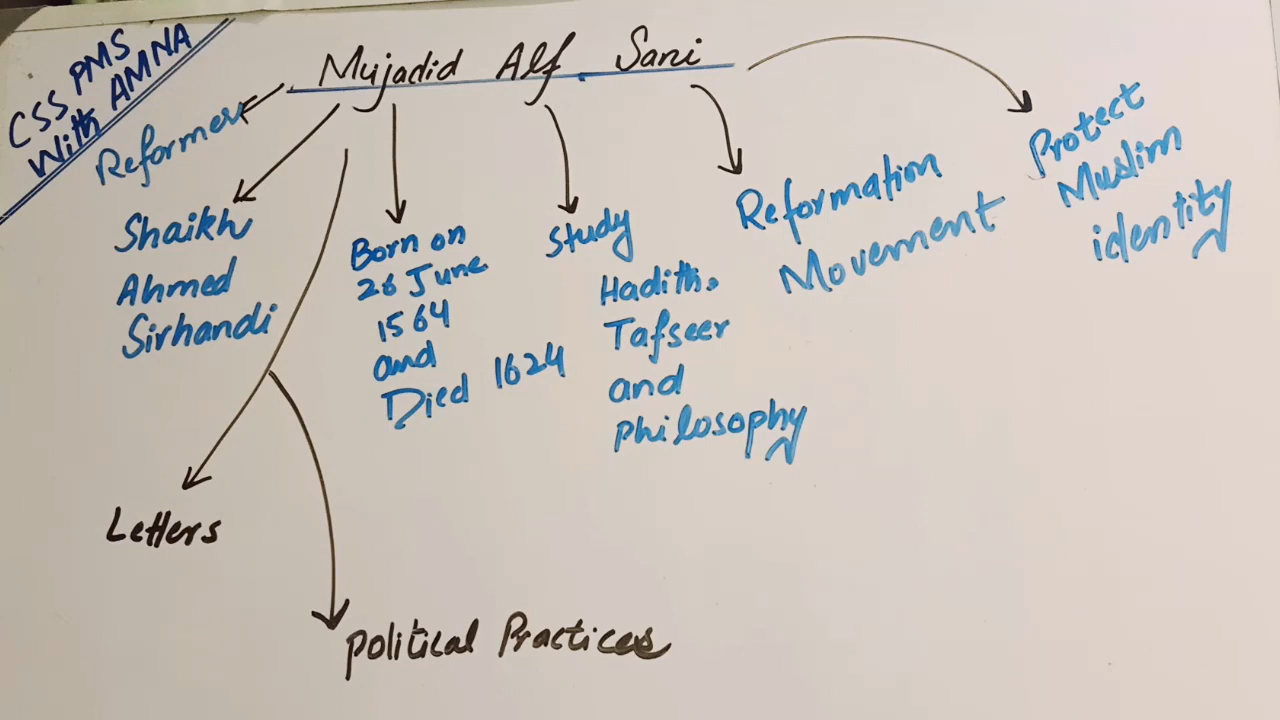 CSS PMS
With AMNA
Mujadid Alf Sani
Reformer
Shaikh
Ahmed
Sirhandi
Born on
26 June
1564
and
Died 1624
Study
Hadith.
Tafseer
and
Philosophy
Reformation
Movement
Protect
Muslim
identity
Letters
Political Practices